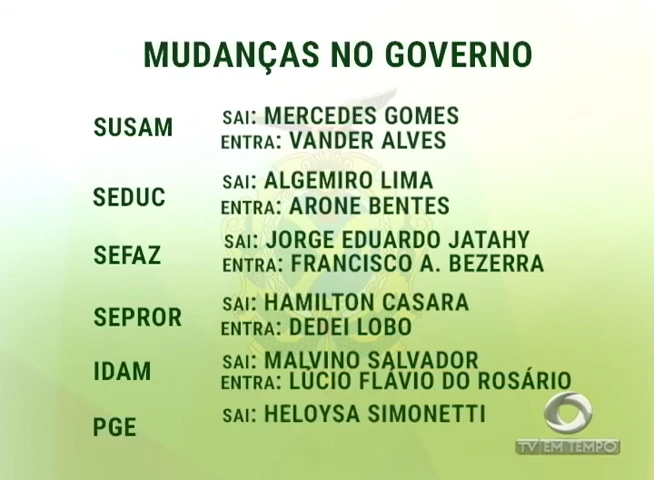 MUDANÇAS NO GOVERNO
SUSAM
SAI: MERCEDES GOMES
ENTRA: VANDER ALVES
SEDUC
SAI: ALGEMIRO LIMA
ENTRA: ARONE BENTES
SEFAZ
SAI: JORGE EDUARDO JATAHY
ENTRA: FRANCISCO A. BEZERRA
SEPROR
SAI: HAMILTON CASARA
ENTRA: DEDEI LOBO
IDAM
SAI: MALVINO SALVADOR
ENTRA: LÚCIO FLÁVIO DO ROSÁRIO
PGE
SAI: HELOYSA SIMONETTI
TV EM TEMPO